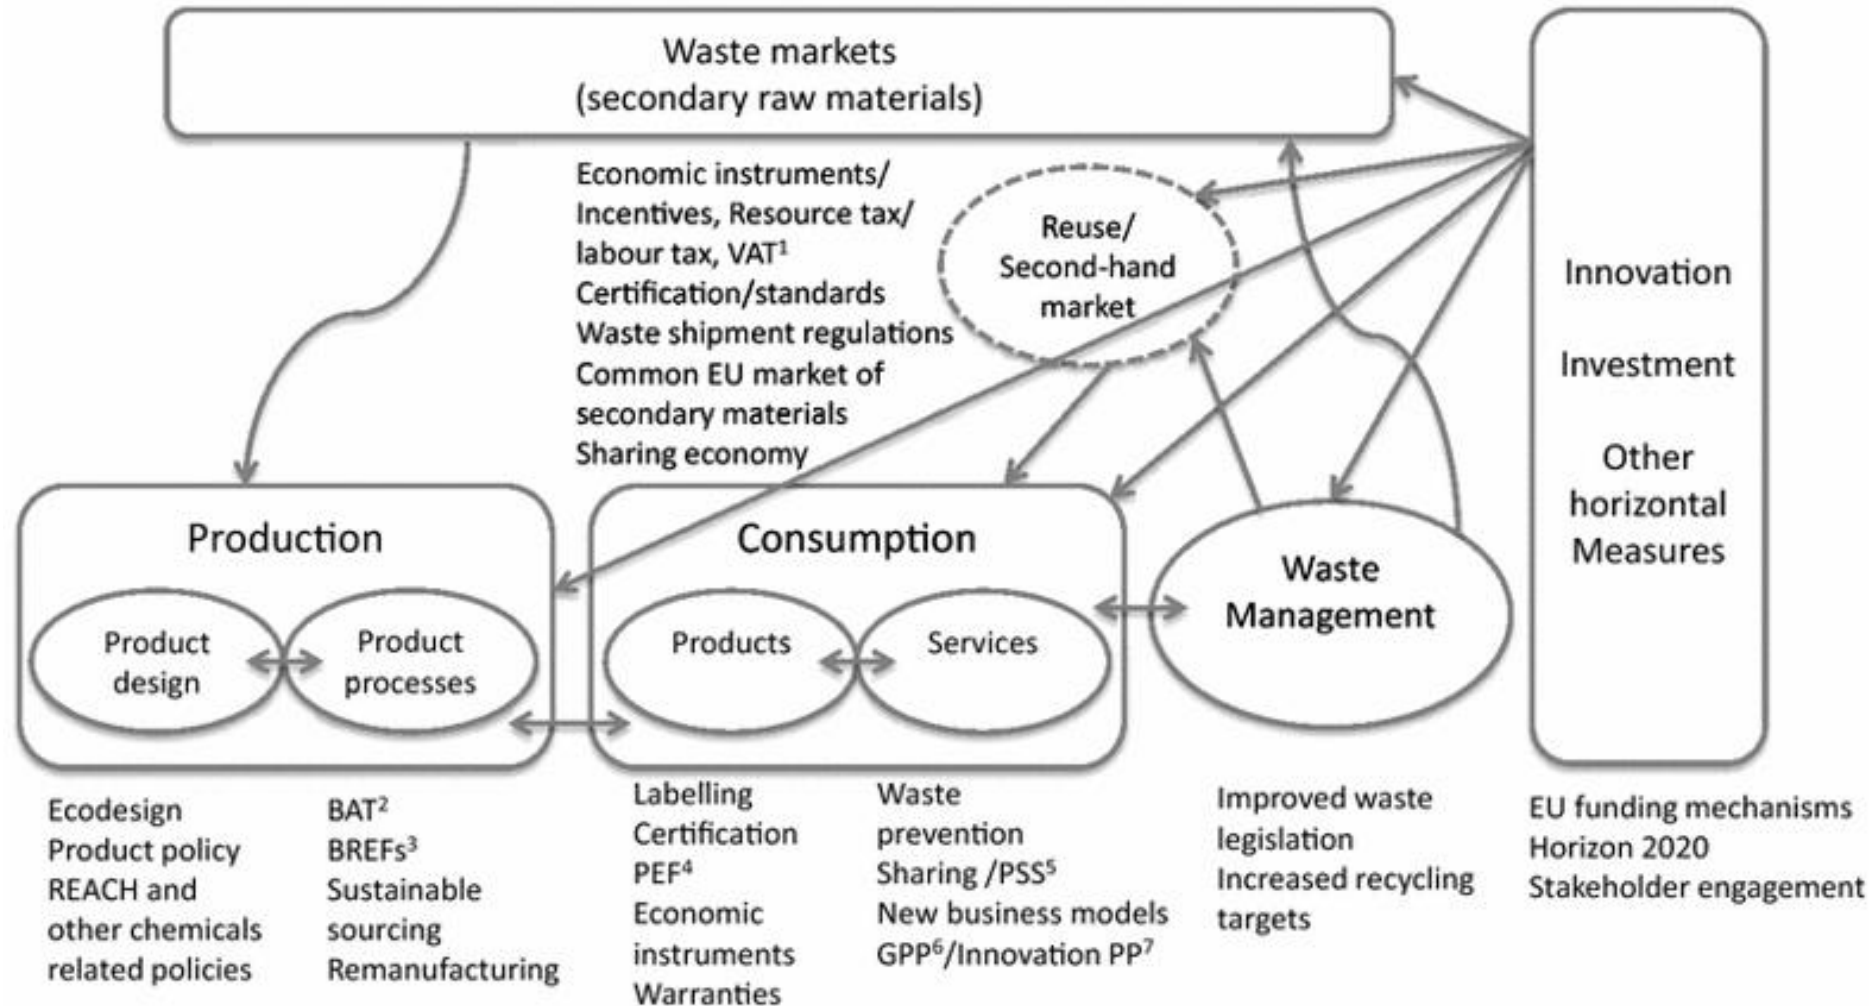 Waste markets
(secondary raw materials)
Economic instruments/
Incentives, Resource tax/
labour tax, VAT¹
Certification/standards
Waste shipment regulations
Common EU market of
secondary materials
Sharing economy
Reuse/
Second-hand
market
Innovation
Investment
Other
horizontal
Measures
Production
Product
design
Product
processes
Consumption
Products
Services
Waste
Management
Ecodesign
Product policy
REACH and
other chemicals
related policies
BAT²
BREFs³
Sustainable
sourcing
Remanufacturing
Labelling
Certification
PEF⁴
Economic
instruments
Warranties
Waste
prevention
Sharing /PSS⁵
New business models
GPP⁶/Innovation PP⁷
Improved waste
legislation
Increased recycling
targets
EU funding mechanisms
Horizon 2020
Stakeholder engagement